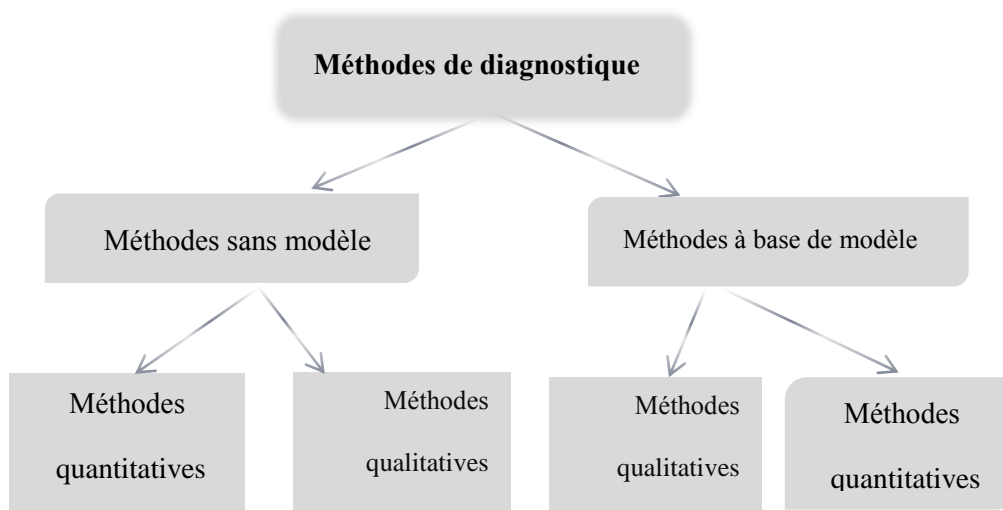 Méthodes de diagnostique
Méthodes sans modèle
Méthodes à base de modèle
Méthodes
quantitatives
Méthodes
qualitatives
Méthodes
qualitatives
Méthodes
quantitatives